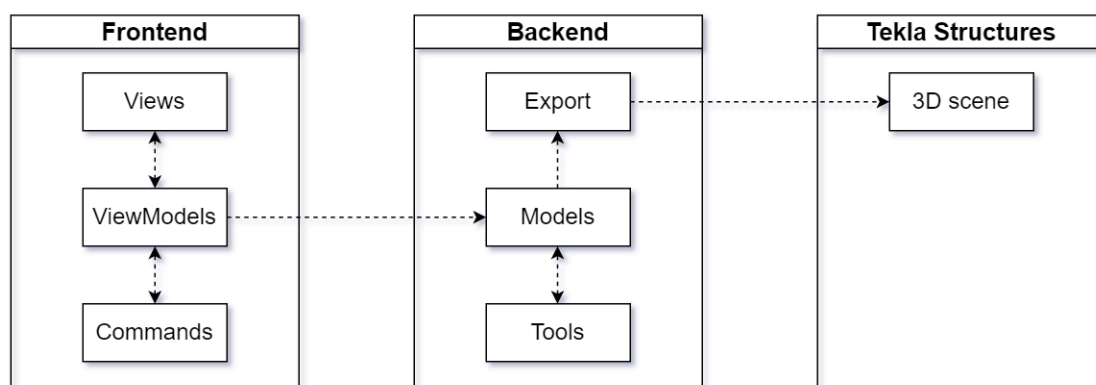 Frontend
Backend
Tekla Structures
Views
Export
3D scene
ViewModels
Models
Commands
Tools